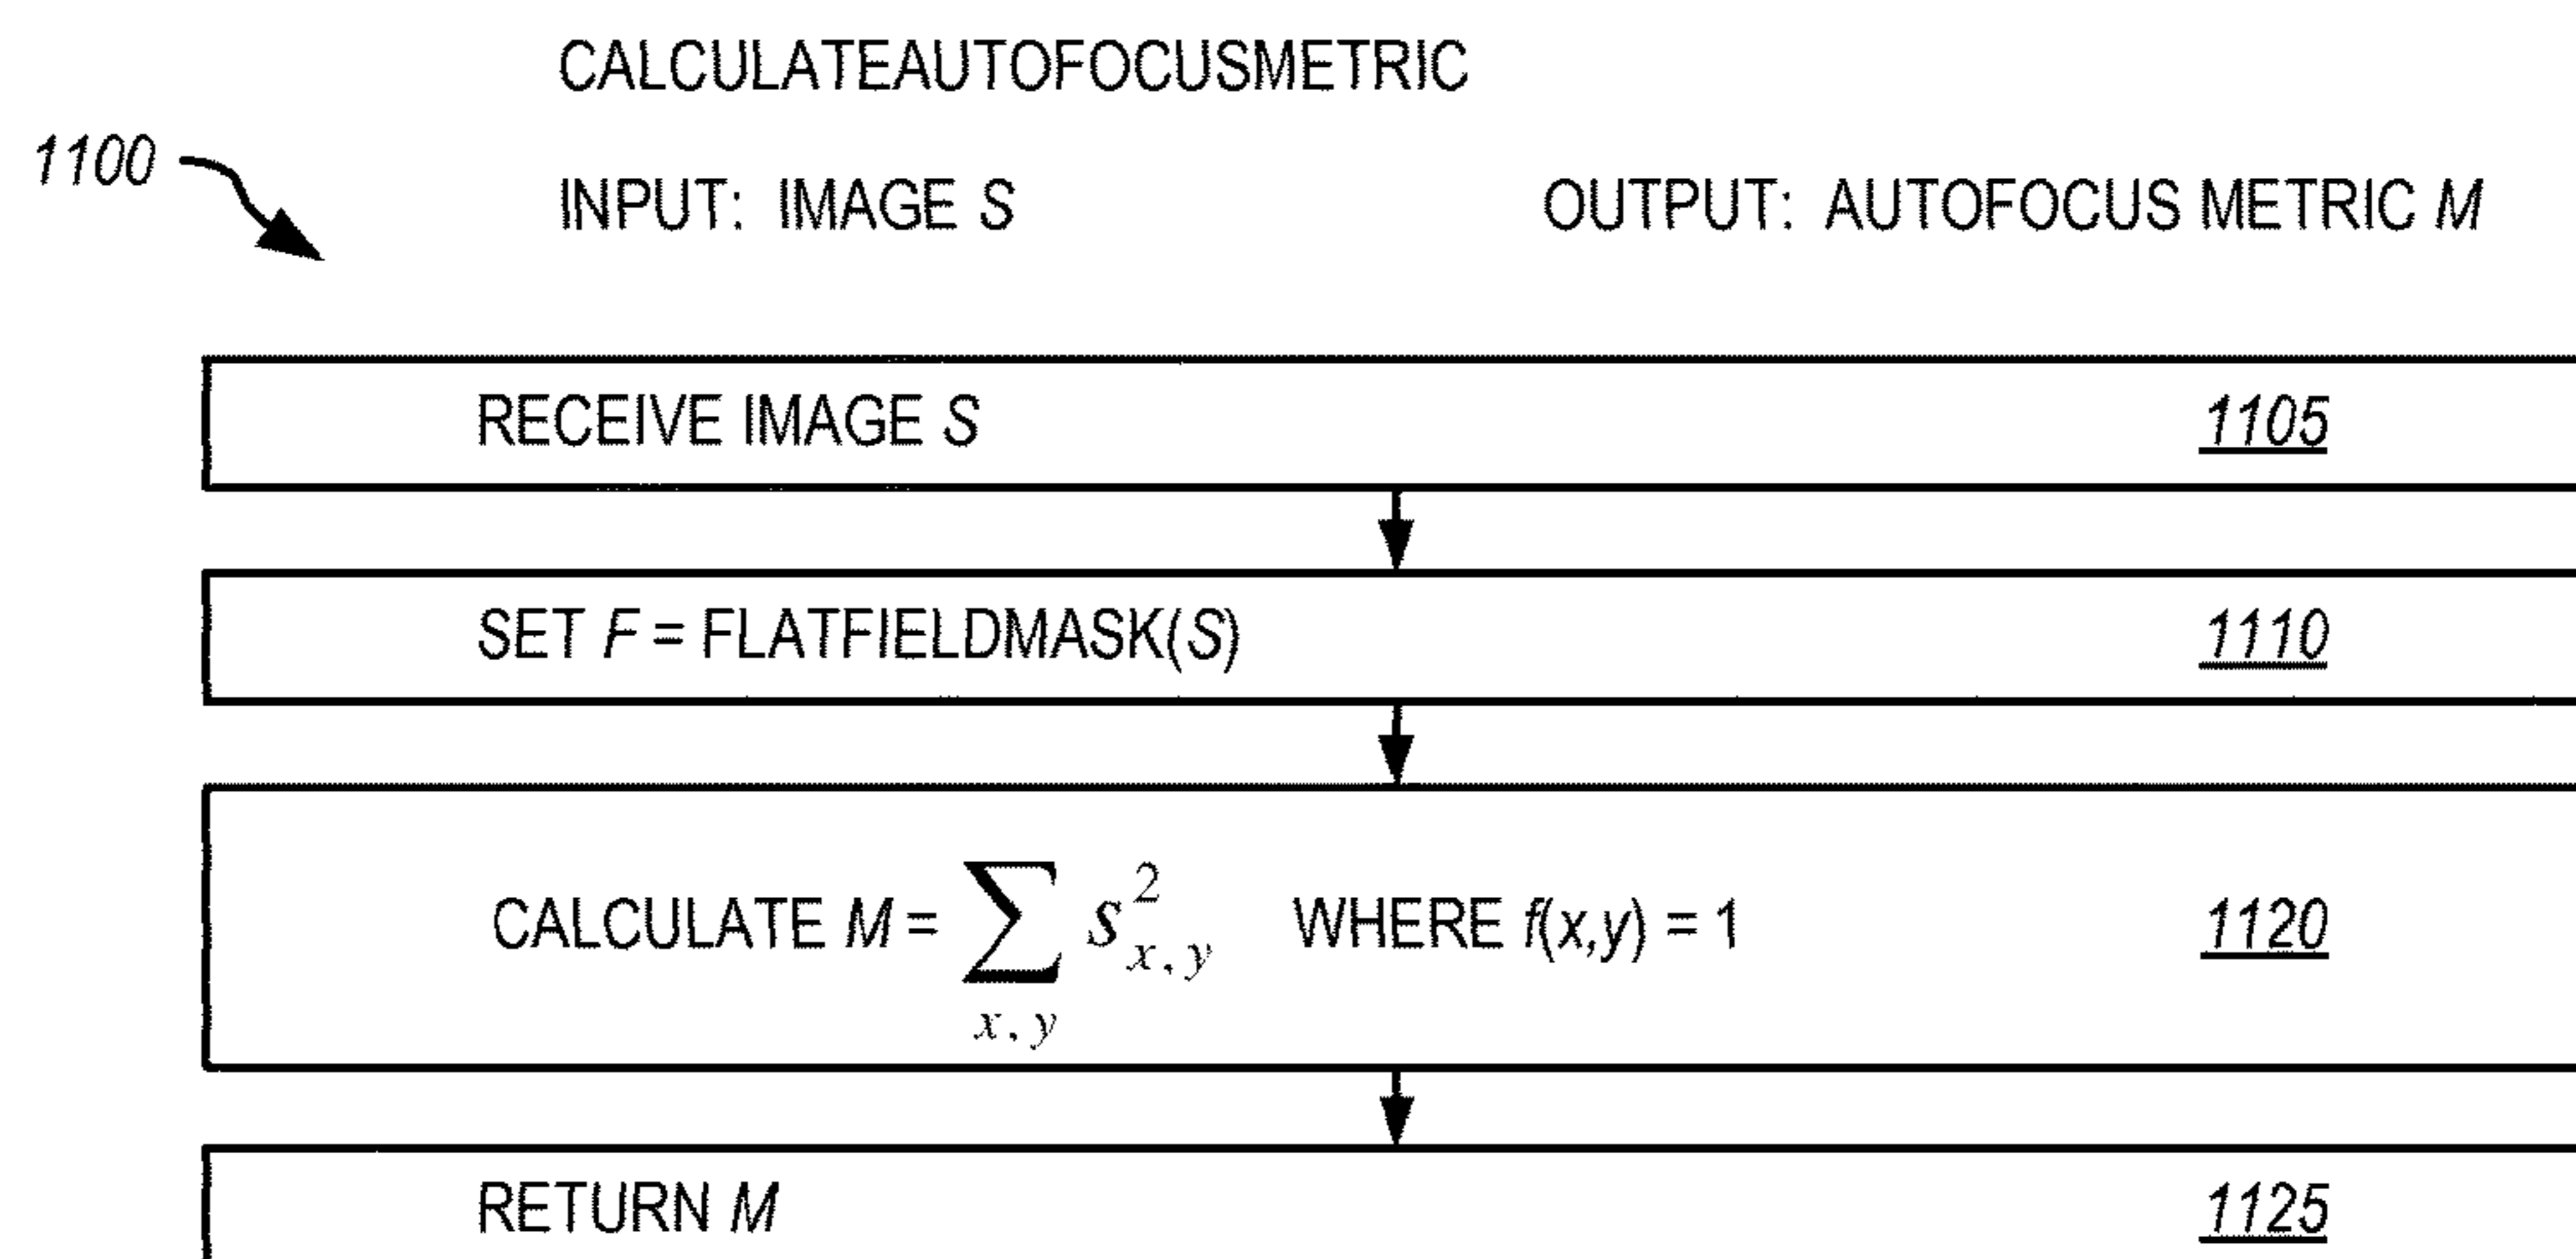 CALCULATEAUTOFOCUSMETRIC
1100
INPUT: IMAGE S OUTPUT: AUTOFOCUS METRIC M
RECEIVE IMAGE S 1105
SET F = FLATFIELDMASK(S) 1110
CALCULATE M = ∑_{x,y} s²_{x,y} WHERE f(x,y) = 1 1120
RETURN M 1125